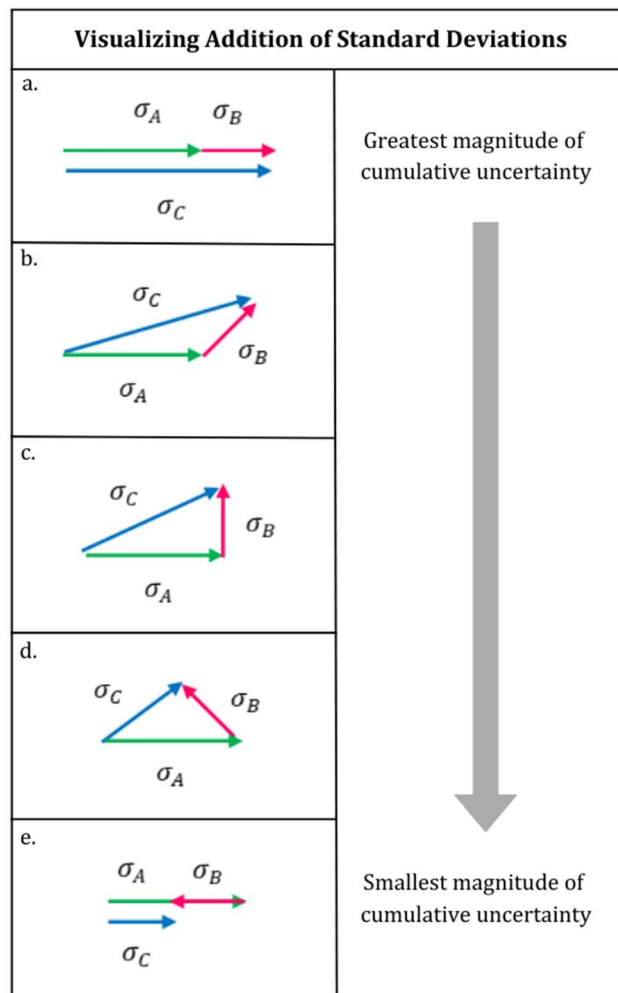 Visualizing Addition of Standard Deviations
a.
σA σB
σC
Greatest magnitude of
cumulative uncertainty
b.
σC
σB
σA
c.
σC
σB
σA
d.
σC σB
σA
e.
σA σB
σC
Smallest magnitude of
cumulative uncertainty